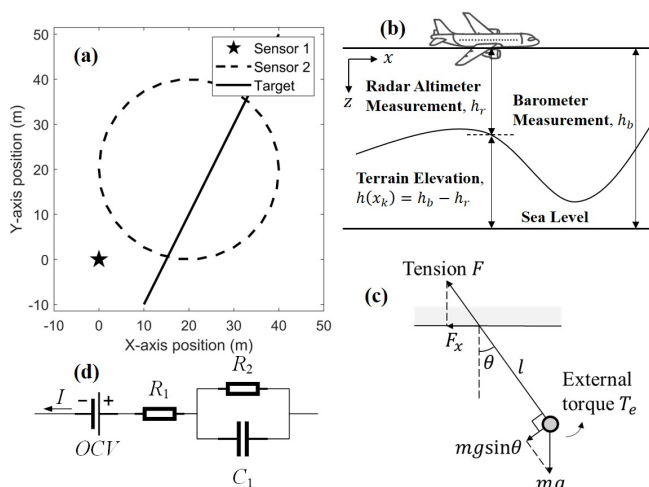 (a)
Sensor 1
Sensor 2
Target
50
40
30
20
10
0
-10
-10
0
10
20
30
40
50
Y-axis position (m)
X-axis position (m)
(b)
x
z
Radar Altimeter
Measurement, h_r
Barometer
Measurement, h_b
Terrain Elevation,
h(x_k) = h_b − h_r
Sea Level
(c)
Tension F
F_x
θ
l
External
torque T_e
mgsinθ
mg
(d)
I
- +
OCV
R_1
R_2
C_1